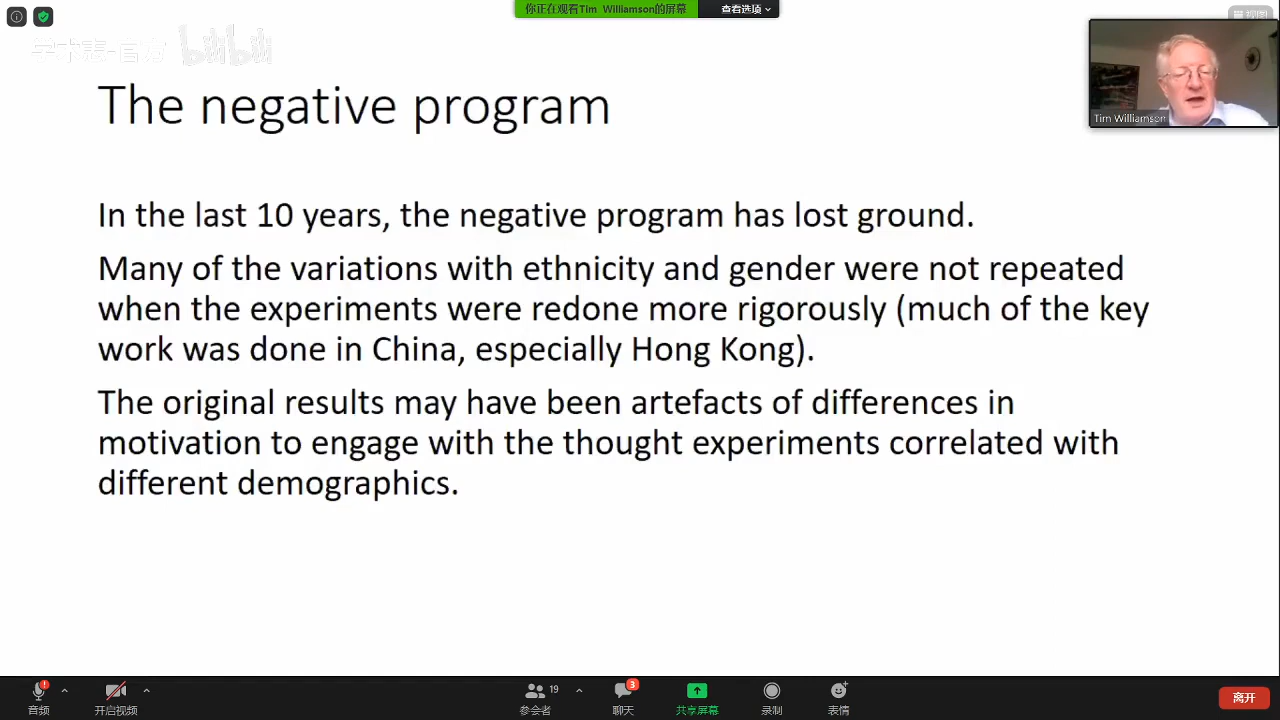 你正在观看Tim Williamson的屏幕
查看选项
视图
bilibili
Tim Williamson
The negative program
In the last 10 years, the negative program has lost ground.
Many of the variations with ethnicity and gender were not repeated
when the experiments were redone more rigorously (much of the key
work was done in China, especially Hong Kong).
The original results may have been artefacts of differences in
motivation to engage with the thought experiments correlated with
different demographics.
音频
开启视频
19
参会者
3
聊天
共享屏幕
录制
表情
离开